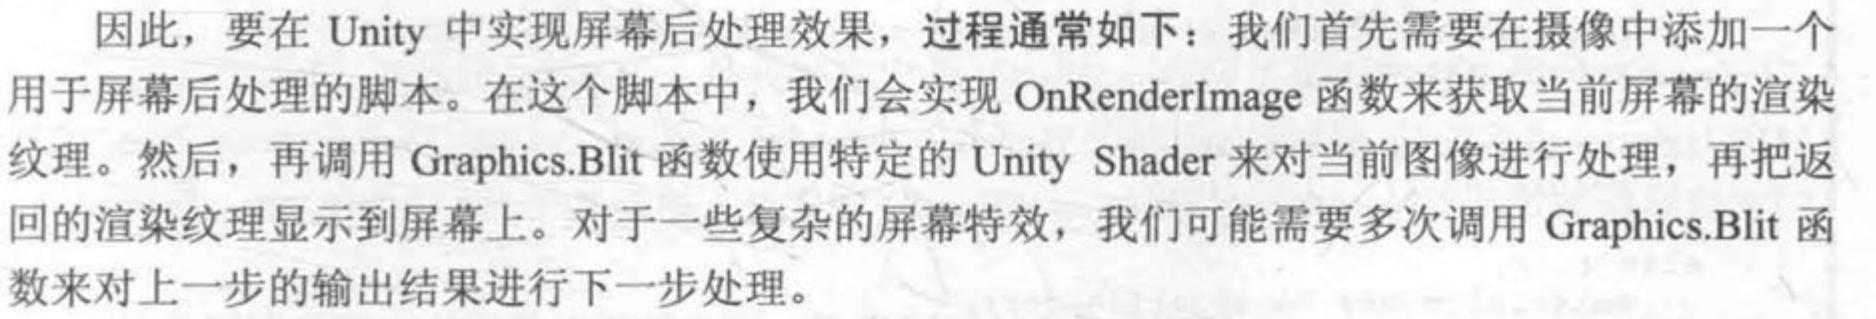 因此，要在 Unity 中实现屏幕后处理效果，过程通常如下：我们首先需要在摄像中添加一个
用于屏幕后处理的脚本。在这个脚本中，我们会实现 OnRenderImage 函数来获取当前屏幕的渲染
纹理。然后，再调用 Graphics.Blit 函数使用特定的 Unity Shader 来对当前图像进行处理，再把返
回的渲染纹理显示到屏幕上。对于一些复杂的屏幕特效，我们可能需要多次调用 Graphics.Blit 函
数来对上一步的输出结果进行下一步处理。